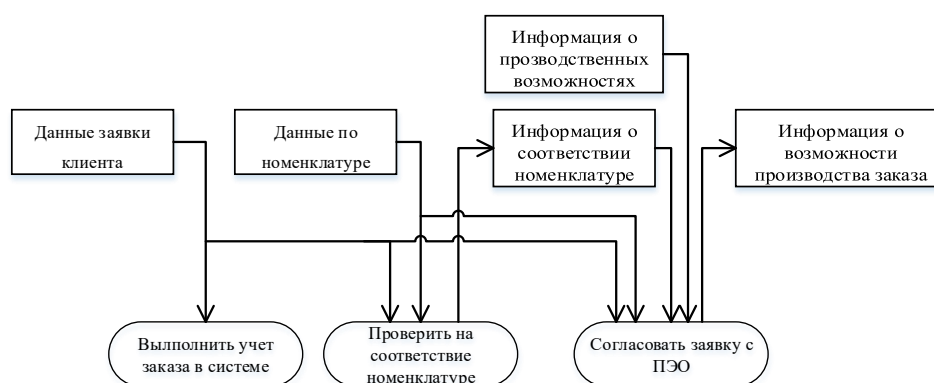 Информация о
прозводственных
возможностях
Данные заявки
клиента
Данные по
номенклатуре
Информация о
соответствии
номенклатуре
Информация о
возможности
производства заказа
Вылполнить учет
заказа в системе
Проверить на
соответствие
номенклатуре
Согласовать заявку с
ПЭО